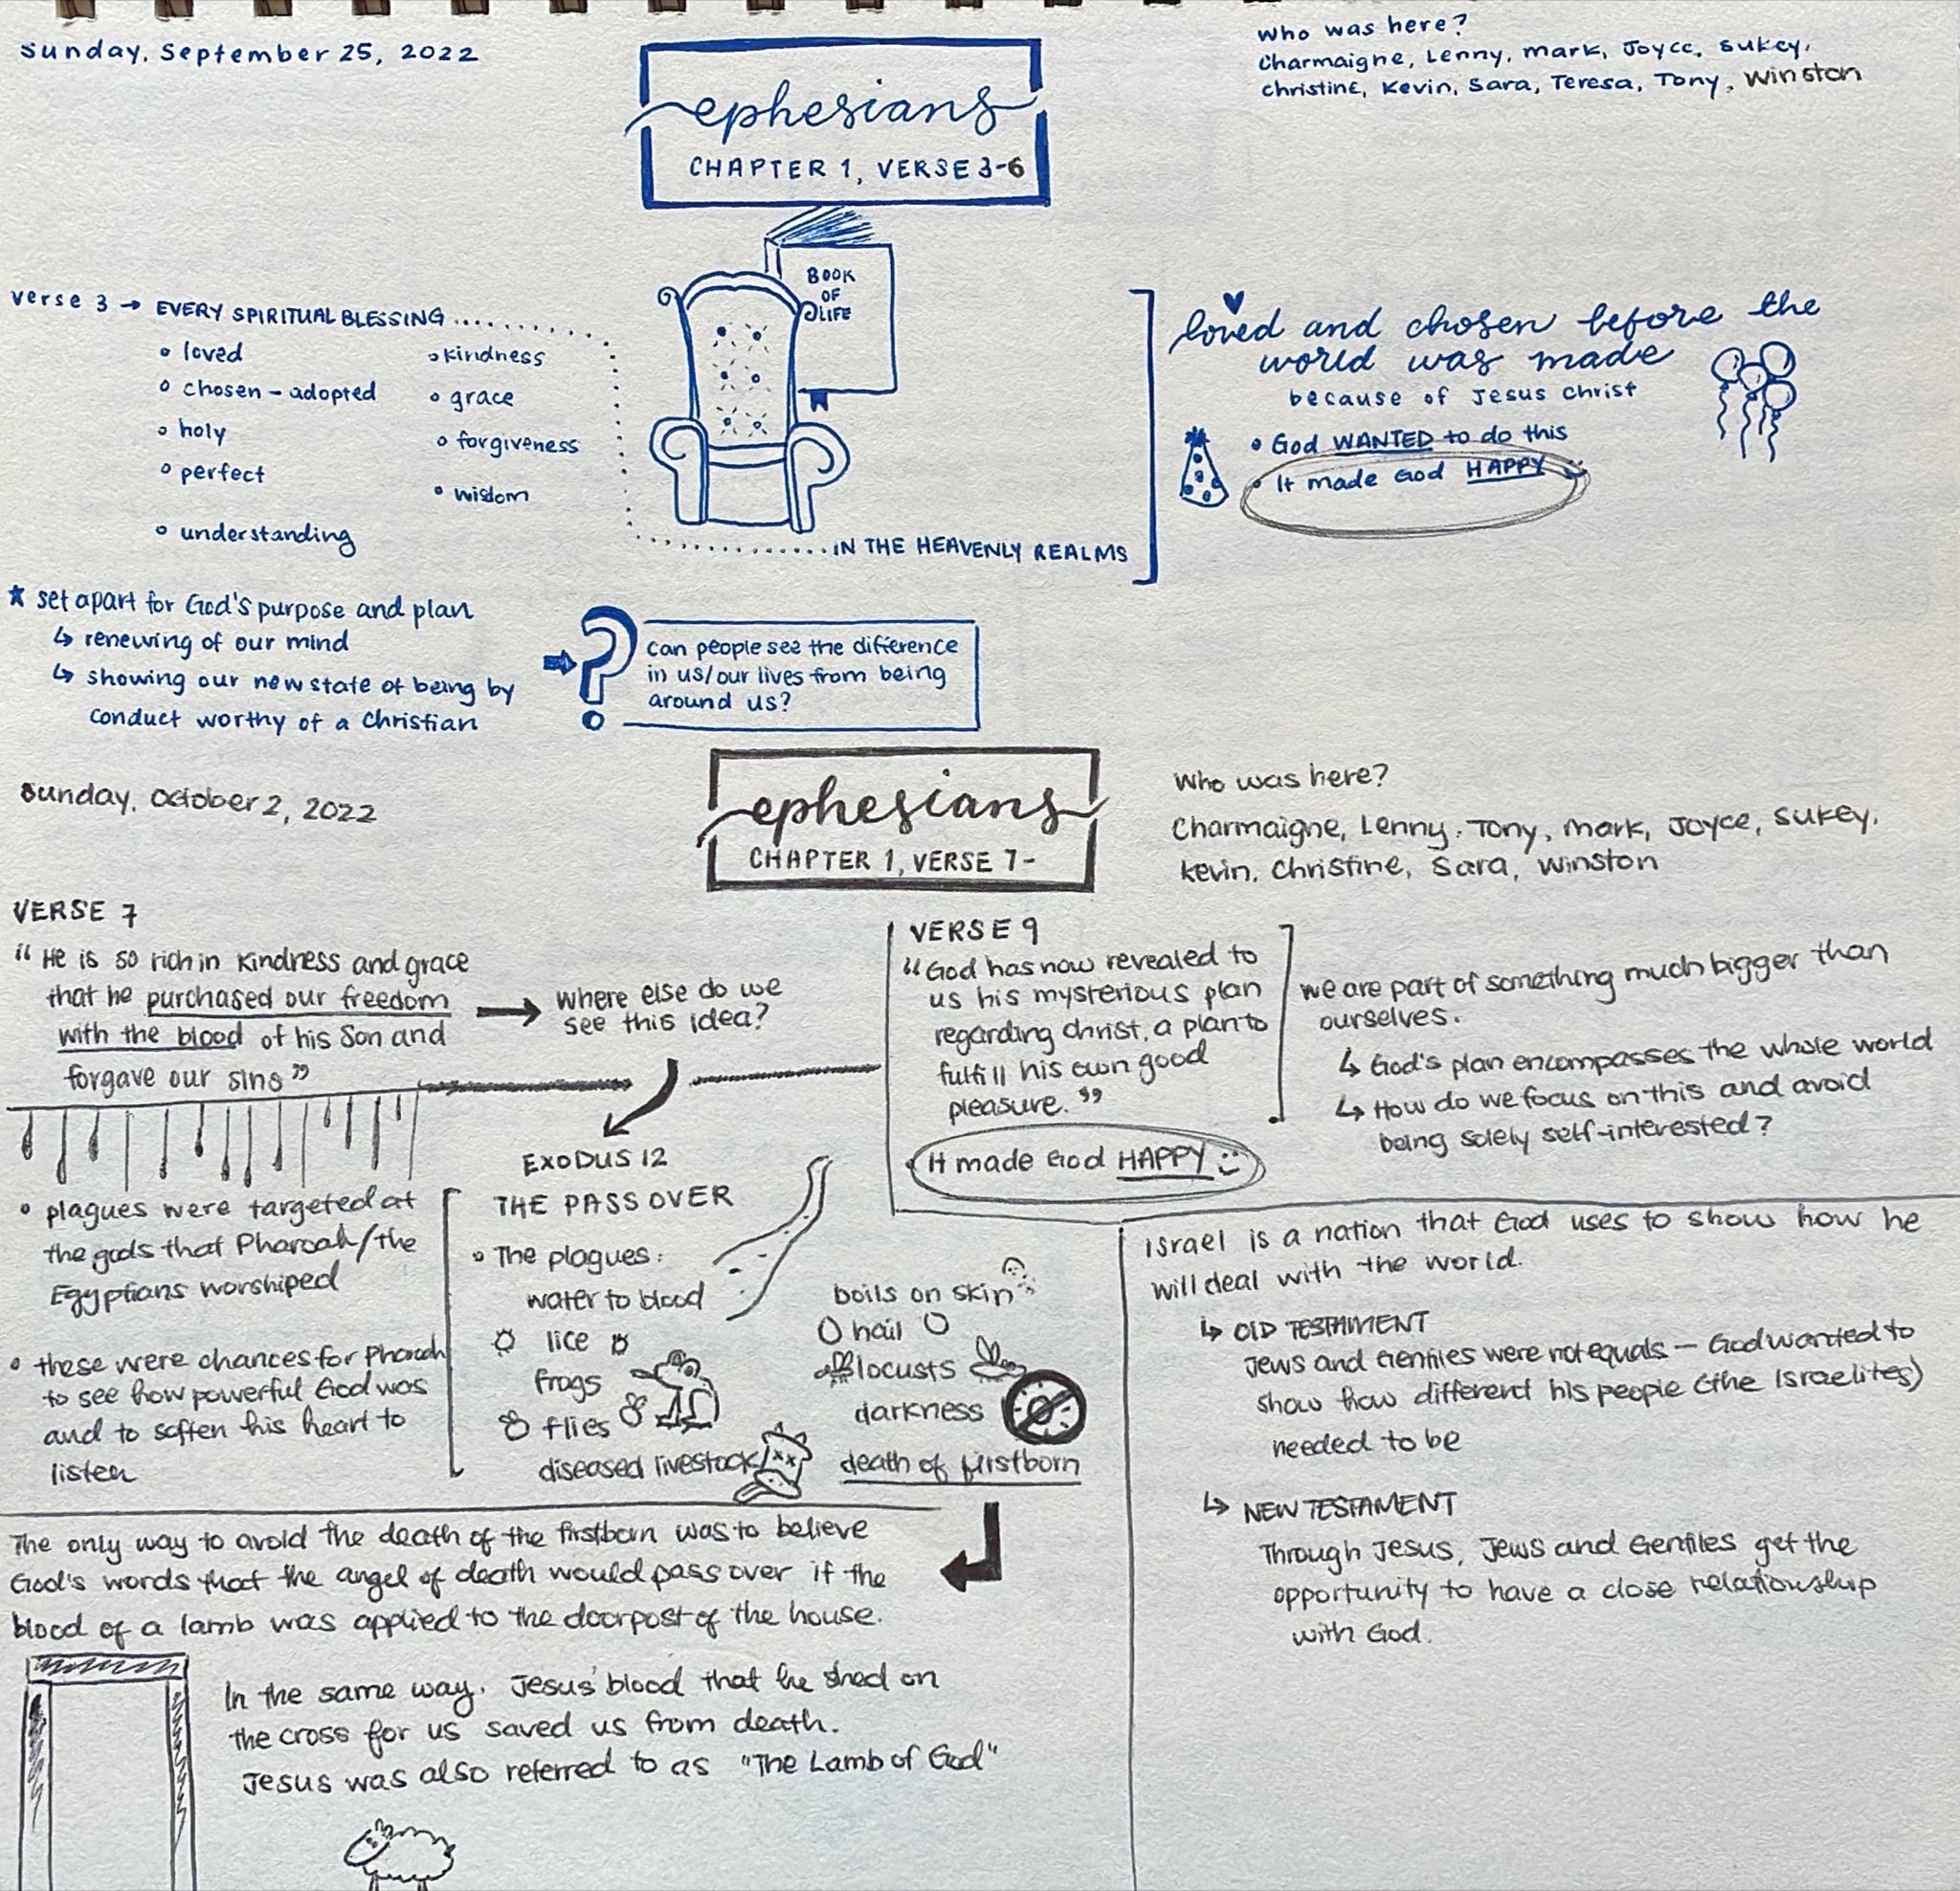 Sunday, September 25, 2022
ephesians
CHAPTER 1, VERSE 3-6
Who was here?
Charmaigne, Lenny, Mark, Joyce, Sukey,
Christine, Kevin, Sara, Teresa, Tony, Winston
Verse 3 → EVERY SPIRITUAL BLESSING
loved
chosen - adopted
holy
perfect
understanding
kindness
grace
forgiveness
wisdom
BOOK
OF
LIFE
IN THE HEAVENLY REALMS
loved and chosen before the
world was made
because of Jesus Christ
God WANTED to do this
It made God HAPPY
set apart for God's purpose and plan
↳ renewing of our mind
↳ showing our new state of being by
conduct worthy of a Christian
?
can people see the difference
in us/our lives from being
around us?
Sunday, October 2, 2022
ephesians
CHAPTER 1, VERSE 7-
Who was here?
Charmaigne, Lenny, Tony, Mark, Joyce, Sukey,
Kevin, Christine, Sara, Winston
VERSE 7
"He is so rich in kindness and grace
that he purchased our freedom
with the blood of his Son and
forgave our sins"
→ where else do we
see this idea?
EXODUS 12
THE PASSOVER
The plagues:
water to blood
lice
frogs
flies
diseased livestock
boils on skin
hail
locusts
darkness
death of firstborn
plagues were targeted at
the gods that Pharoah/the
Egyptians worshiped
these were chances for Pharoah
to see how powerful God was
and to soften his heart to
listen
VERSE 9
"God has now revealed to
us his mysterious plan
regarding christ, a plan to
fulfill his own good
pleasure."
It made God HAPPY
we are part of something much bigger than
ourselves.
↳ God's plan encompasses the whole world
↳ How do we focus on this and avoid
being solely self-interested?
The only way to avoid the death of the firstborn was to believe
God's words that the angel of death would pass over if the
blood of a lamb was applied to the doorpost of the house.
In the same way, Jesus' blood that he shed on
the cross for us saved us from death.
Jesus was also referred to as "The Lamb of God"
Israel is a nation that God uses to show how he
will deal with the world.
↳ OLD TESTAMENT
Jews and Gentiles were not equals - God wanted to
show how different his people (the Israelites)
needed to be
↳ NEW TESTAMENT
Through Jesus, Jews and Gentiles get the
opportunity to have a close relationship
with God.